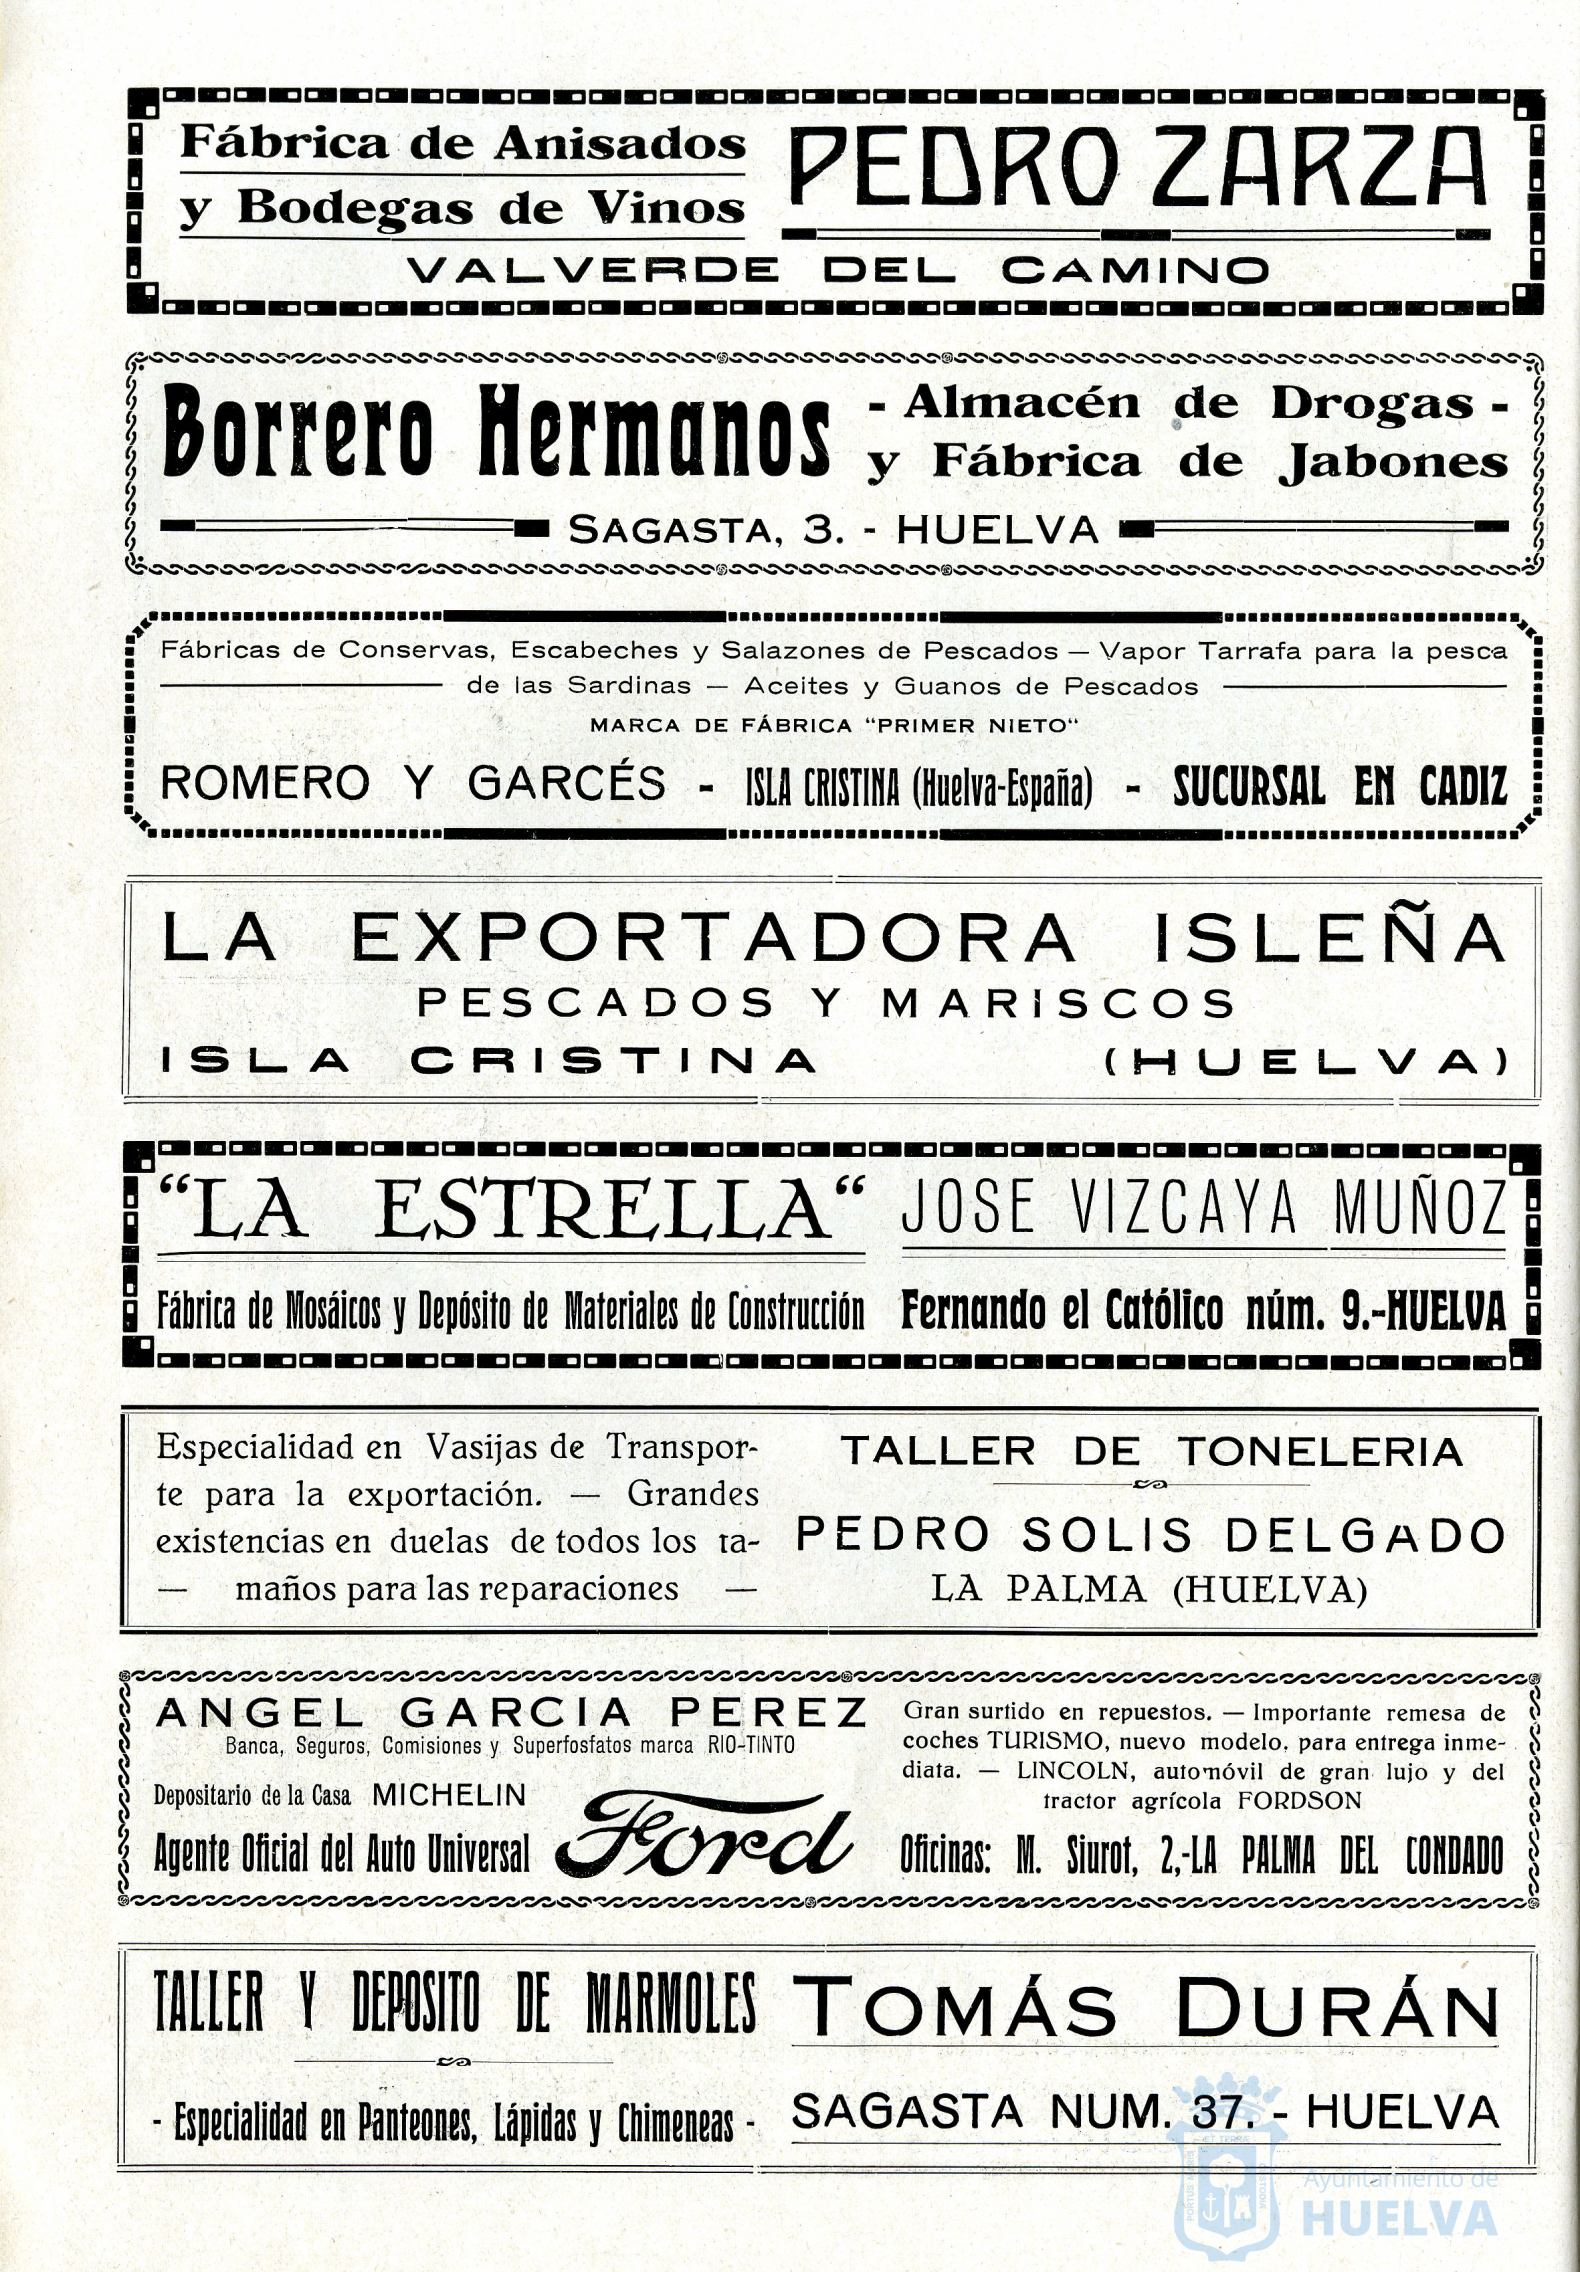 Fábrica de Anisados
y Bodegas de Vinos
PEDRO ZARZA
VALVERDE DEL CAMINO
Borrero Hermanos
- Almacén de Drogas -
y Fábrica de Jabones
SAGASTA, 3. - HUELVA
Fábricas de Conservas, Escabeches y Salazones de Pescados — Vapor Tarrafa para la pesca
de las Sardinas — Aceites y Guanos de Pescados
MARCA DE FÁBRICA “PRIMER NIETO“
ROMERO Y GARCÉS - ISLA CRISTINA (Huelva-España) - SUCURSAL EN CADIZ
LA EXPORTADORA ISLEÑA
PESCADOS Y MARISCOS
ISLA CRISTINA (HUELVA)
“LA ESTRELLA“
Fábrica de Mosáicos y Depósito de Materiales de Construcción
JOSE VIZCAYA MUÑOZ
Fernando el Católico núm. 9.-HUELVA
Especialidad en Vasijas de Transpor-
te para la exportación. — Grandes
existencias en duelas de todos los ta-
— maños para las reparaciones —
TALLER DE TONELERIA
PEDRO SOLIS DELGADO
LA PALMA (HUELVA)
ANGEL GARCIA PEREZ
Banca, Seguros, Comisiones y Superfosfatos marca RIO-TINTO
Depositario de la Casa MICHELIN
Agente Oficial del Auto Universal
Ford
Gran surtido en repuestos. — Importante remesa de
coches TURISMO, nuevo modelo, para entrega inme-
diata. — LINCOLN, automóvil de gran lujo y del
tractor agrícola FORDSON
Oficinas: M. Siurot, 2,-LA PALMA DEL CONDADO
TALLER Y DEPOSITO DE MARMOLES
- Especialidad en Panteones, Lápidas y Chimeneas -
TOMÁS DURÁN
SAGASTA NUM. 37. - HUELVA
Ayuntamiento de
HUELVA